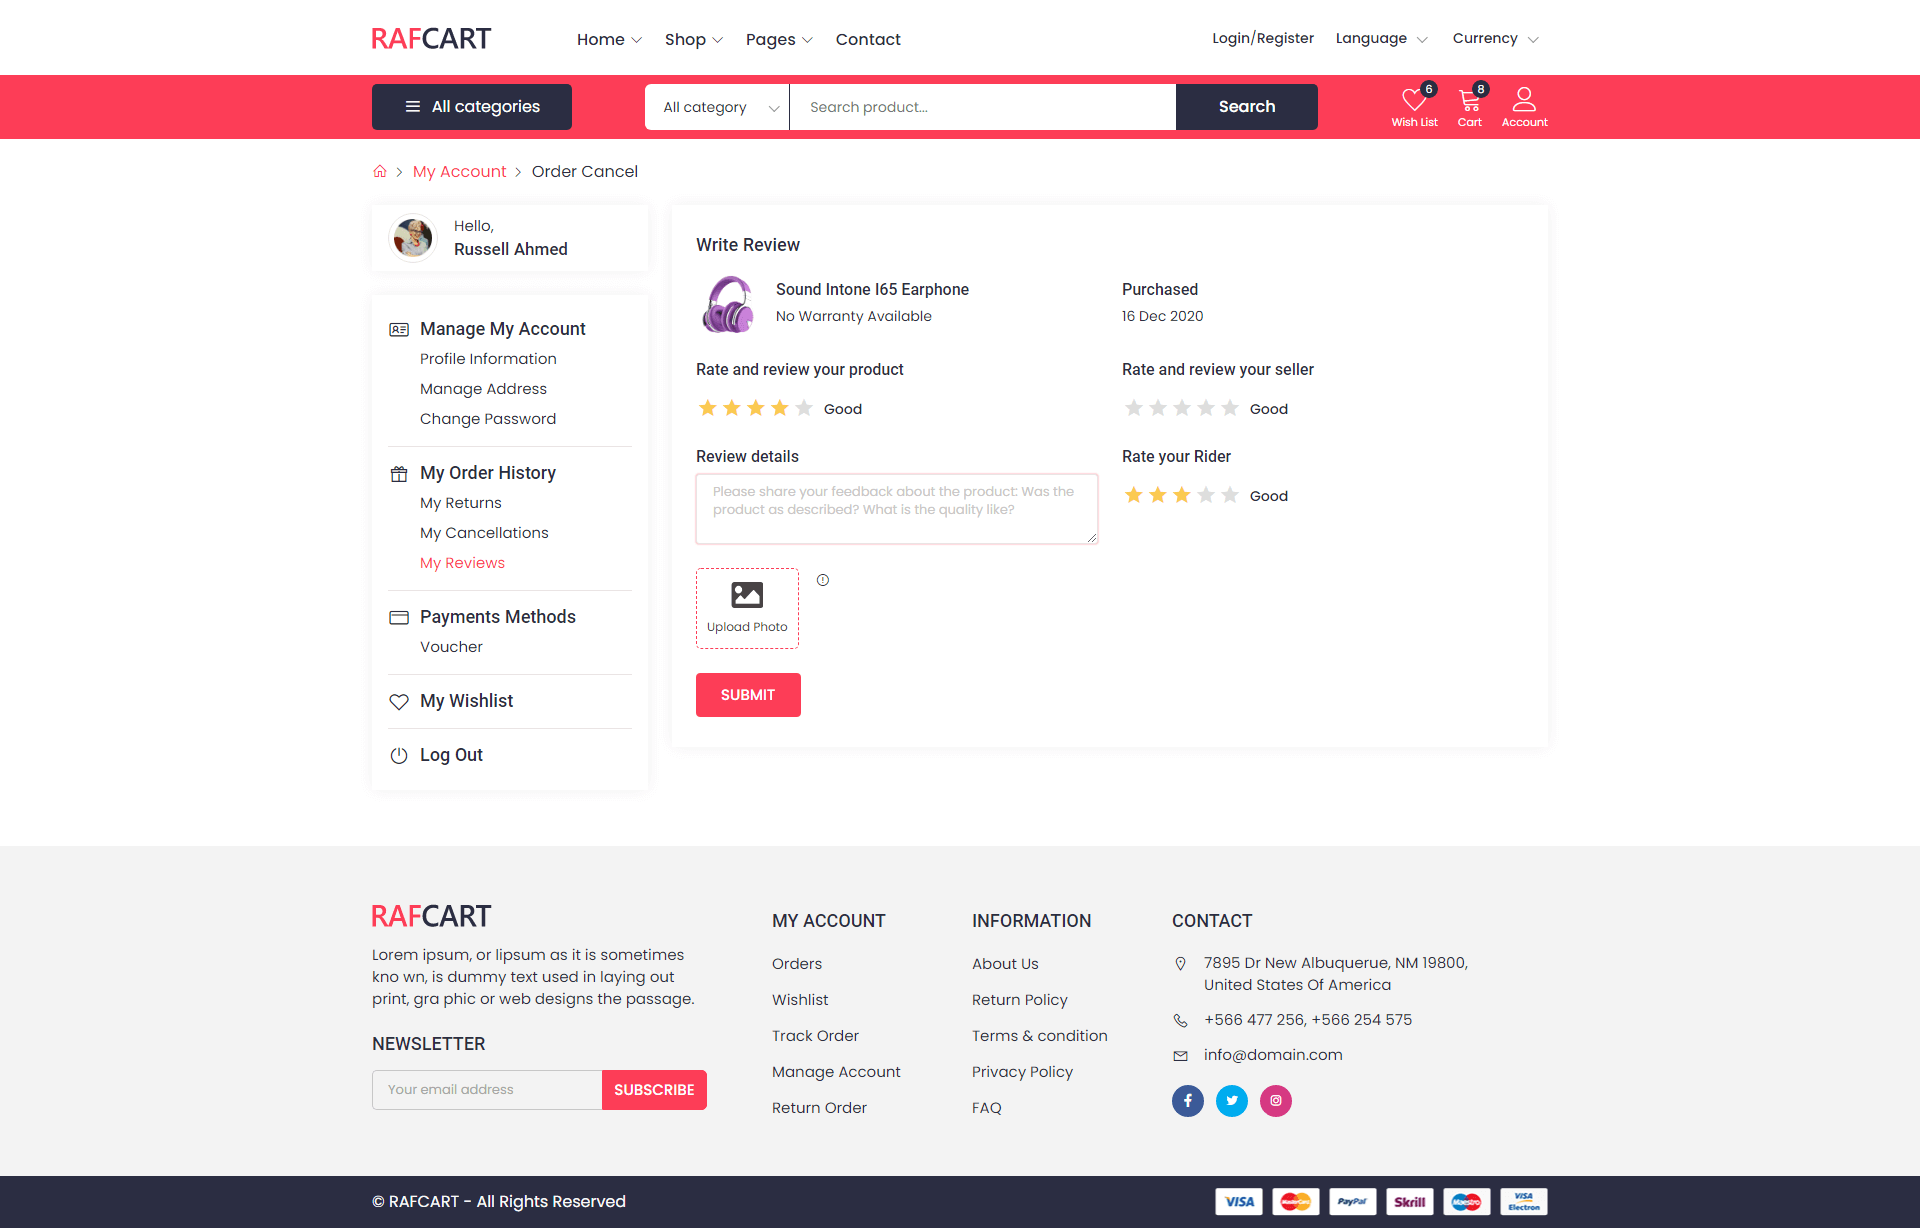 RAFCART
Home
Shop
Pages
Contact
Login/Register
Language
Currency
All categories
All category
Search product...
Search
6
Wish List
8
Cart
Account
My Account
Order Cancel
Hello,
Russell Ahmed
Manage My Account
Profile Information
Manage Address
Change Password
My Order History
My Returns
My Cancellations
My Reviews
Payments Methods
Voucher
My Wishlist
Log Out
Write Review
Sound Intone I65 Earphone
No Warranty Available
Purchased
16 Dec 2020
Rate and review your product
Good
Rate and review your seller
Good
Review details
Please share your feedback about the product: Was the
product as described? What is the quality like?
Rate your Rider
Good
Upload Photo
SUBMIT
RAFCART
Lorem ipsum, or lipsum as it is sometimes
kno wn, is dummy text used in laying out
print, gra phic or web designs the passage.
NEWSLETTER
Your email address
SUBSCRIBE
MY ACCOUNT
Orders
Wishlist
Track Order
Manage Account
Return Order
INFORMATION
About Us
Return Policy
Terms & condition
Privacy Policy
FAQ
CONTACT
7895 Dr New Albuquerue, NM 19800,
United States Of America
+566 477 256, +566 254 575
info@domain.com
© RAFCART - All Rights Reserved
VISA
MasterCard
PayPal
Skrill
Maestro
VISA
Electron